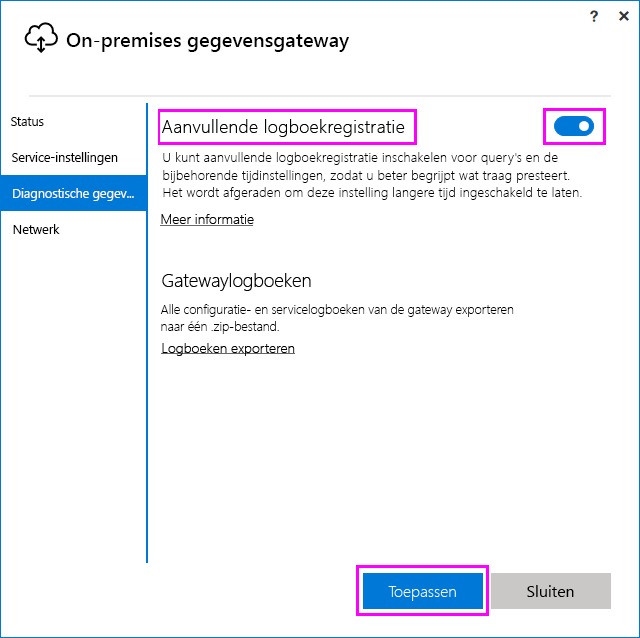 ?
On-premises gegevensgateway
Status
Service-instellingen
Diagnostische gegev...
Netwerk
Aanvullende logboekregistratie
U kunt aanvullende logboekregistratie inschakelen voor query's en de
bijbehorende tijdinstellingen, zodat u beter begrijpt wat traag presteert.
Het wordt afgeraden om deze instelling langere tijd ingeschakeld te laten.
Meer informatie
Gatewaylogboeken
Alle configuratie- en servicelogboeken van de gateway exporteren
naar één .zip-bestand.
Logboeken exporteren
Toepassen
Sluiten